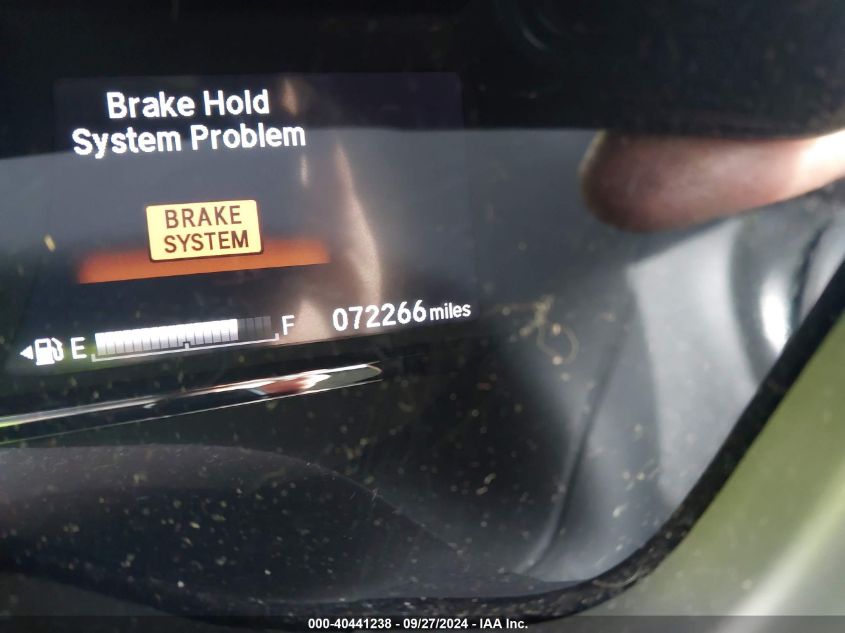 Brake Hold
System Problem
BRAKE
SYSTEM
E
F
072266 miles
000-40441238 - 09/27/2024 - IAA Inc.